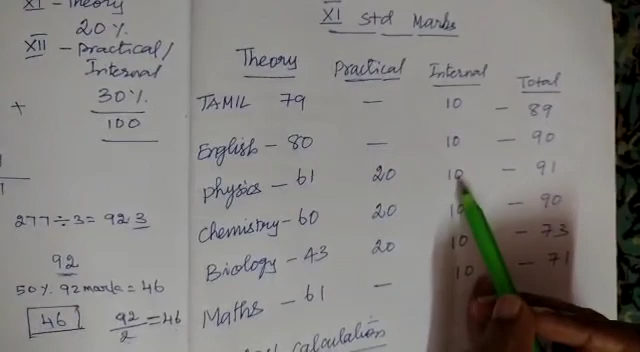 XI - Theory
20%
XII - Practical/
Internal
+ 30%
100
1
277 ÷ 3 = 92 3
92
50% 92 marks = 46
46
92/2 = 46
XI Std Marks
Theory Practical Internal Total
TAMIL 79 — 10 - 89
English - 80 — 10 - 90
Physics - 61 20 10 - 91
Chemistry - 60 20 10 - 90
Biology - 43 20 10 - 73
Maths - 61 - 10 - 71
calculation